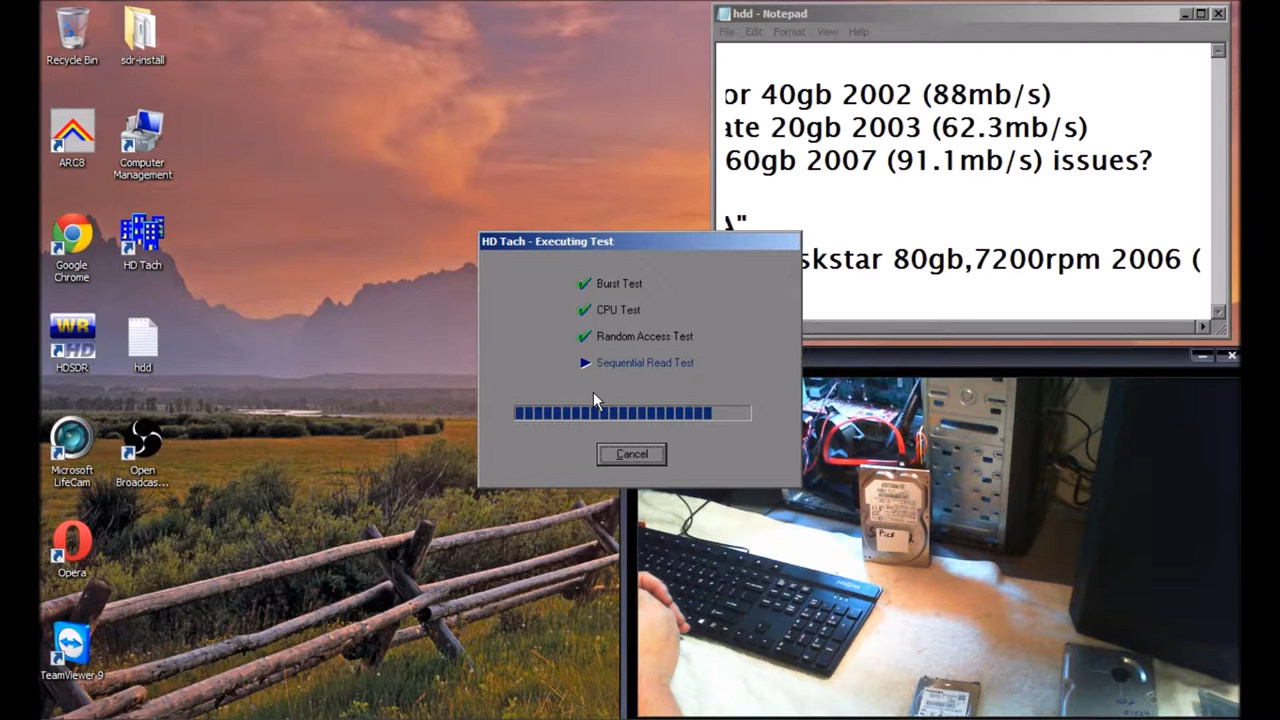 Recycle Bin
sdr-install
ARC8
Computer
Management
Google
Chrome
HD Tach
WR
HD
HDSDR
hdd
Microsoft
LifeCam
Open
Broadcas...
Opera
TeamViewer 9
hdd - Notepad
File Edit Format View Help
or 40gb 2002 (88mb/s)
ate 20gb 2003 (62.3mb/s)
60gb 2007 (91.1mb/s) issues?
skstar 80gb,7200rpm 2006 (
HD Tach - Executing Test
Burst Test
CPU Test
Random Access Test
Sequential Read Test
Cancel
Pics